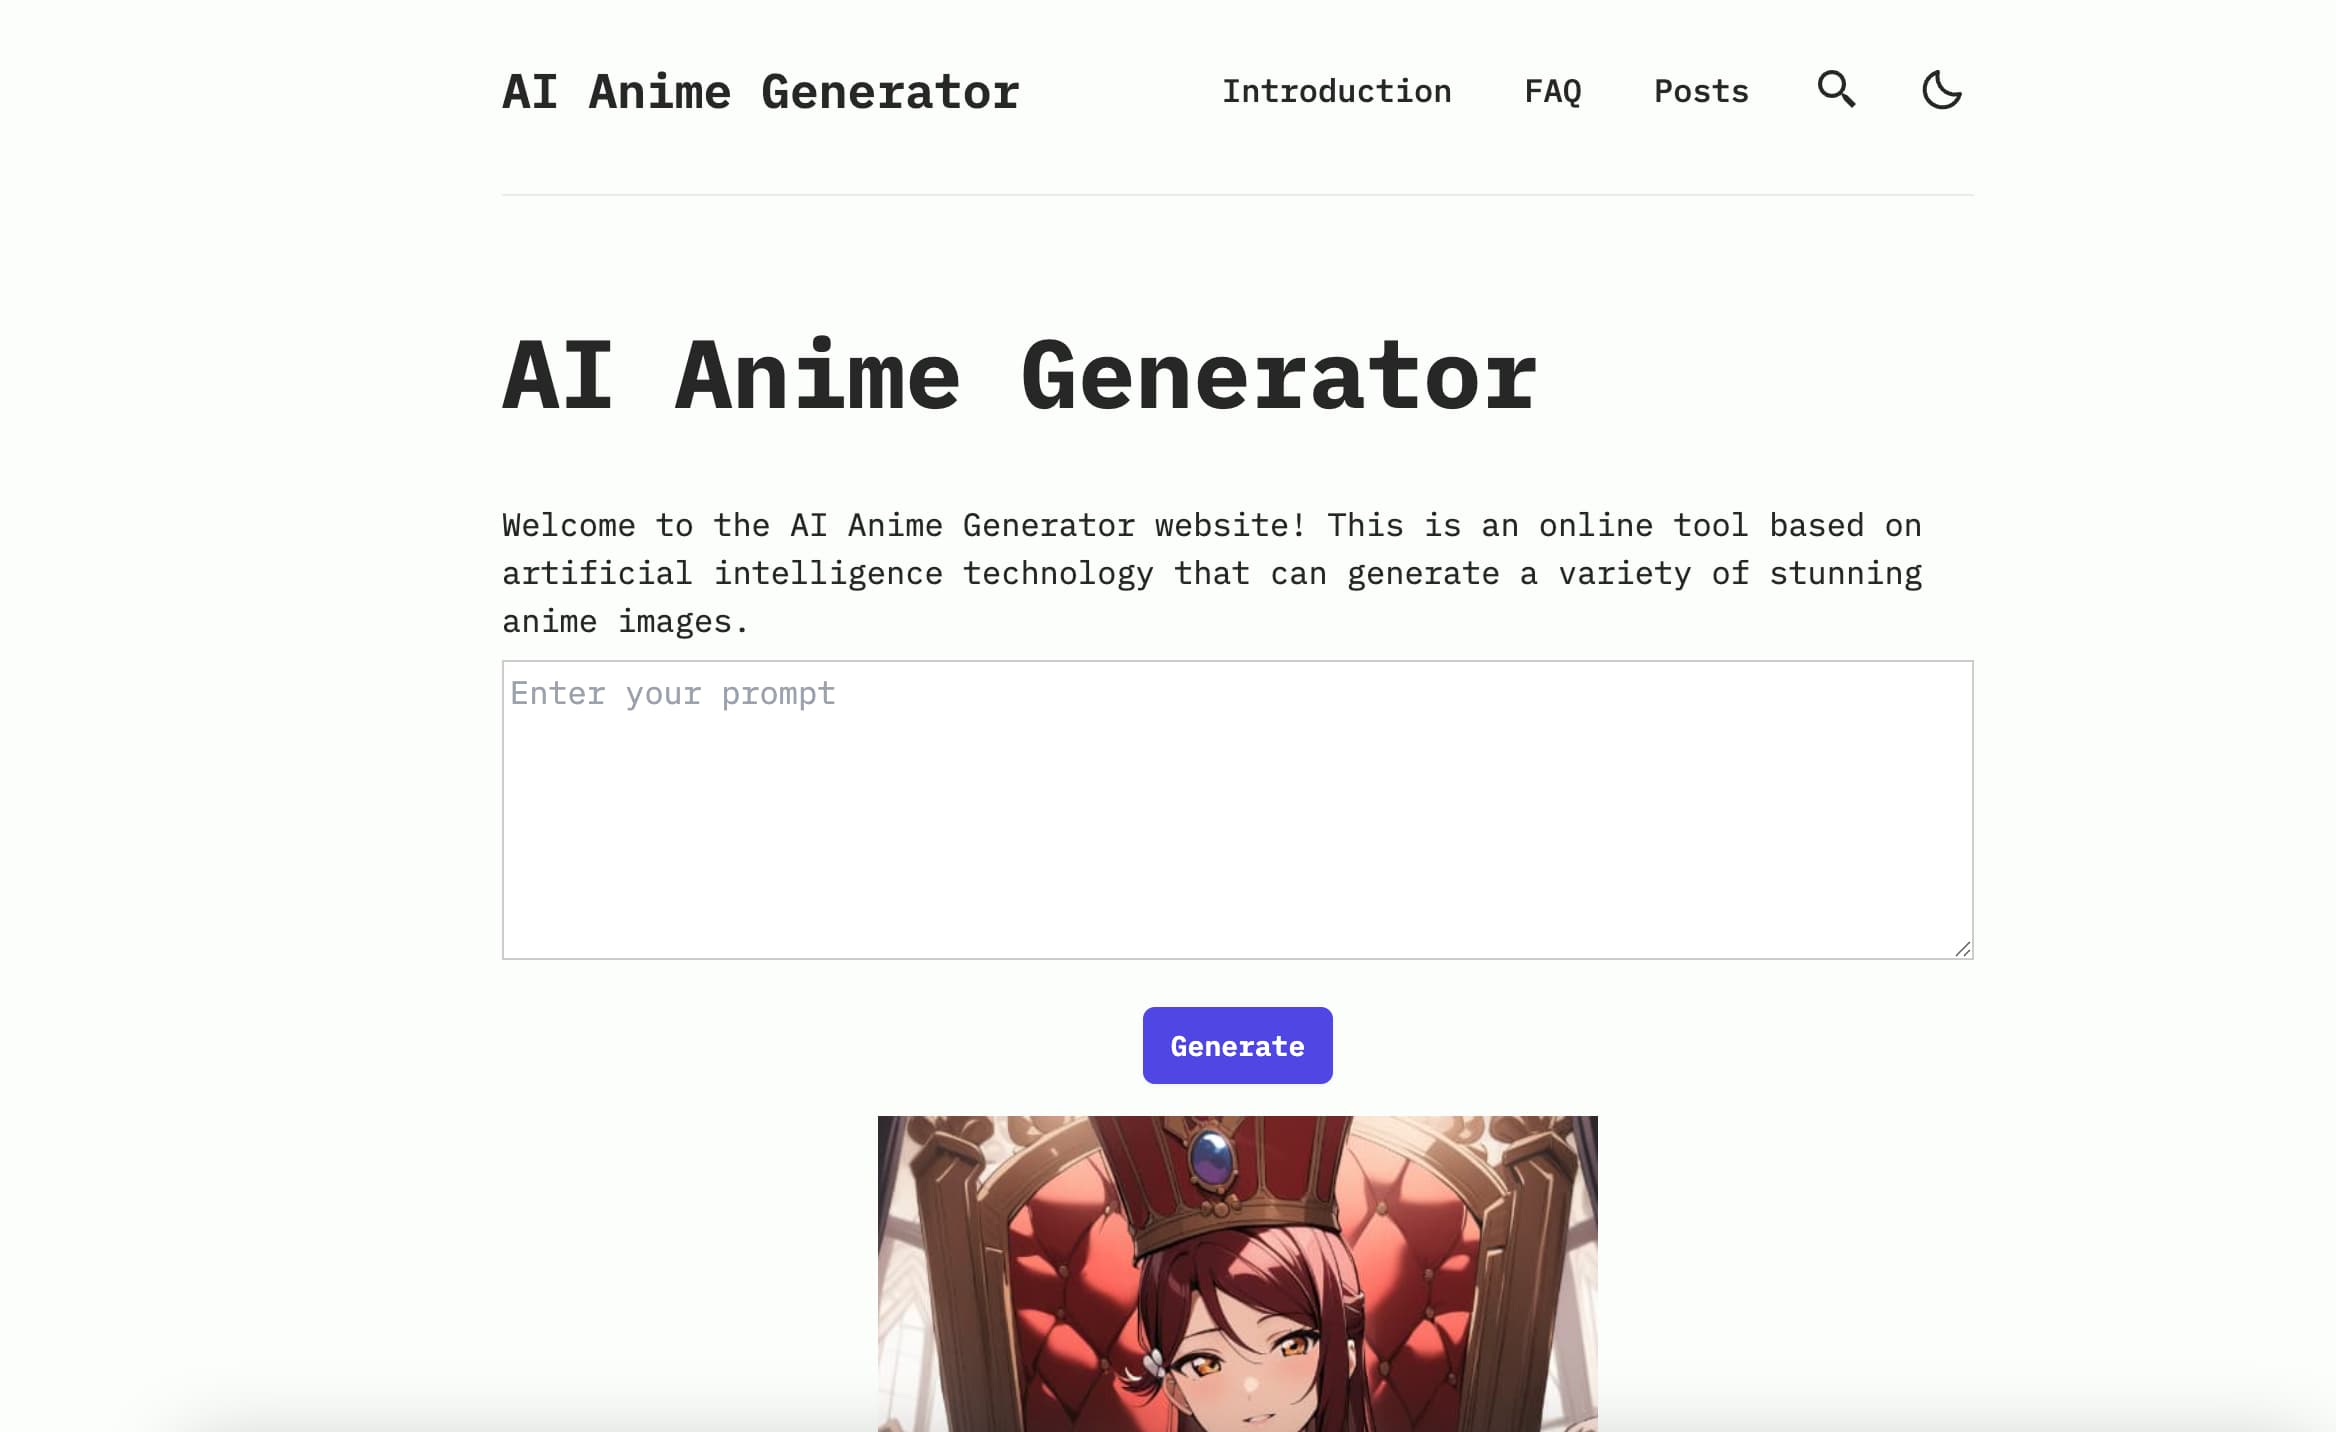 AI Anime Generator
Introduction
FAQ
Posts
AI Anime Generator
Welcome to the AI Anime Generator website! This is an online tool based on
artificial intelligence technology that can generate a variety of stunning
anime images.
Enter your prompt
Generate